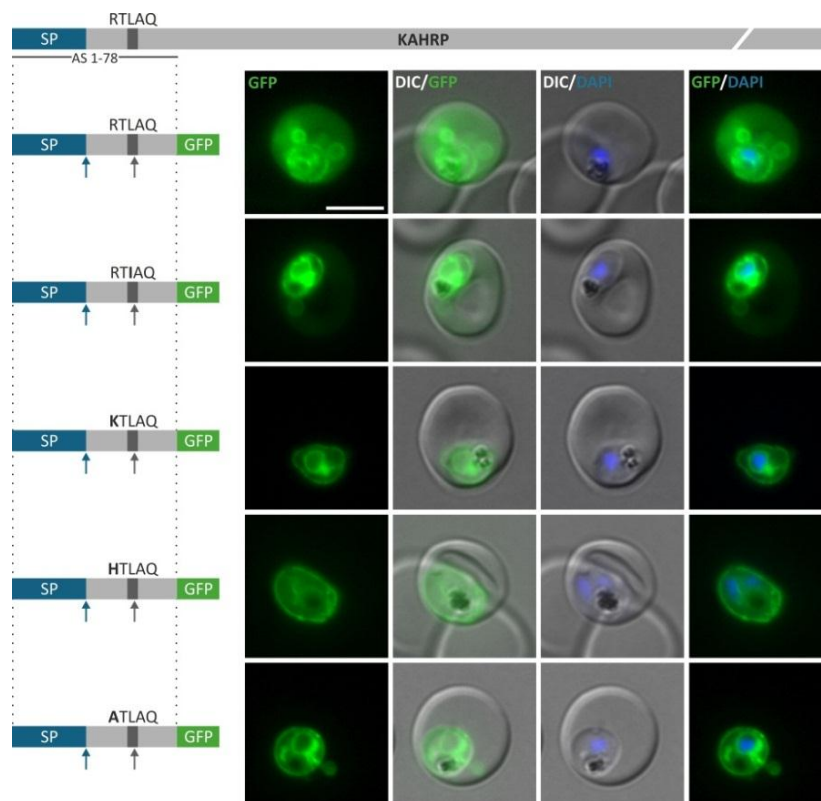 RTLAQ
SP KAHRP
AS 1-78
GFP DIC/GFP DIC/DAPI GFP/DAPI
RTLAQ
SP GFP
RTIAQ
SP GFP
KTLAQ
SP GFP
HTLAQ
SP GFP
ATLAQ
SP GFP